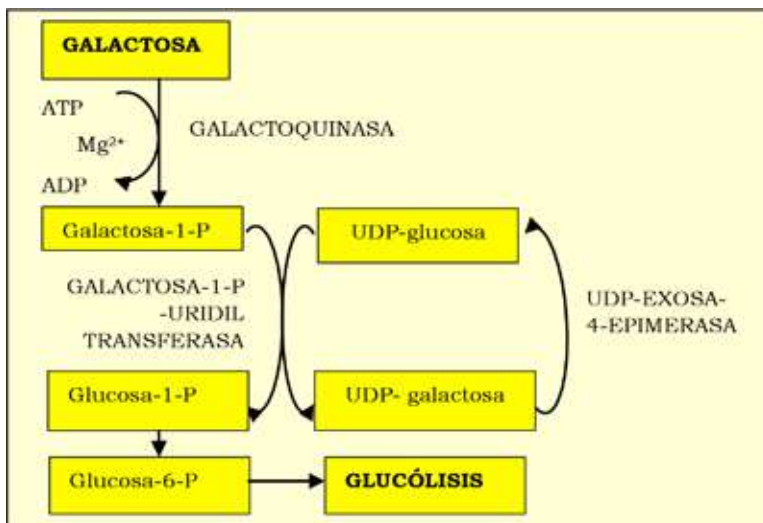 GALACTOSA
ATP
Mg²⁺
ADP
GALACTOQUINASA
Galactosa-1-P
UDP-glucosa
GALACTOSA-1-P
-URIDIL
TRANSFERASA
UDP-EXOSA-
4-EPIMERASA
Glucosa-1-P
UDP- galactosa
Glucosa-6-P
GLUCÓLISIS